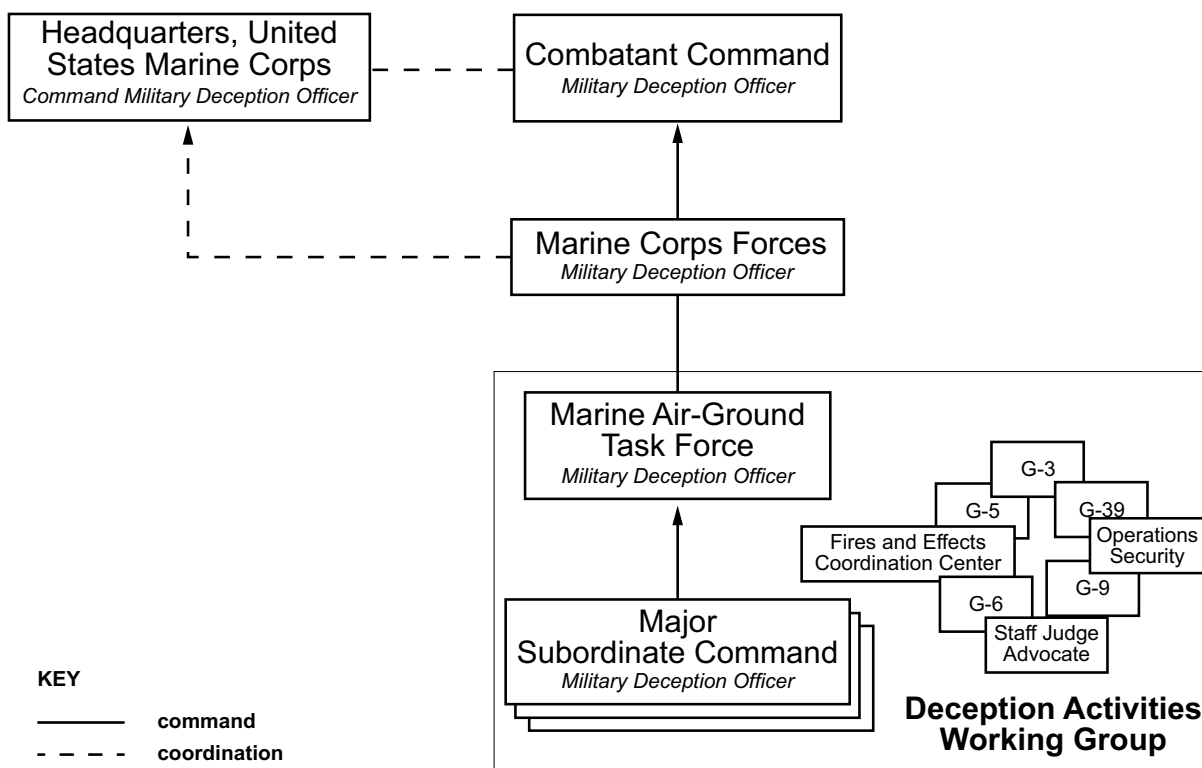 Headquarters, United
States Marine Corps
Command Military Deception Officer
Combatant Command
Military Deception Officer
Marine Corps Forces
Military Deception Officer
Marine Air-Ground
Task Force
Military Deception Officer
G-3
G-5
G-39
Fires and Effects
Coordination Center
Operations
Security
G-6
G-9
Staff Judge
Advocate
Major
Subordinate Command
Military Deception Officer
Deception Activities
Working Group
KEY
command
coordination